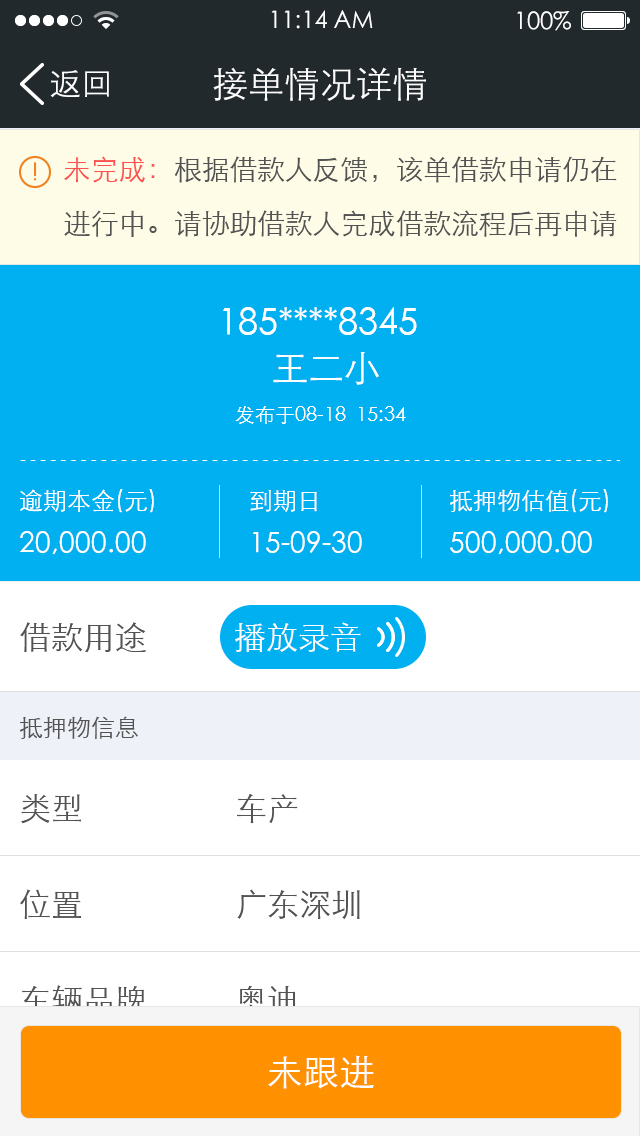 11:14 AM 100%
返回 接单情况详情
未完成：根据借款人反馈，该单借款申请仍在
进行中。请协助借款人完成借款流程后再申请
185****8345
王二小
发布于08-18 15:34
逾期本金(元) 到期日 抵押物估值(元)
20,000.00 15-09-30 500,000.00
借款用途 播放录音
抵押物信息
类型 车产
位置 广东深圳
车辆品牌 奥迪
未跟进